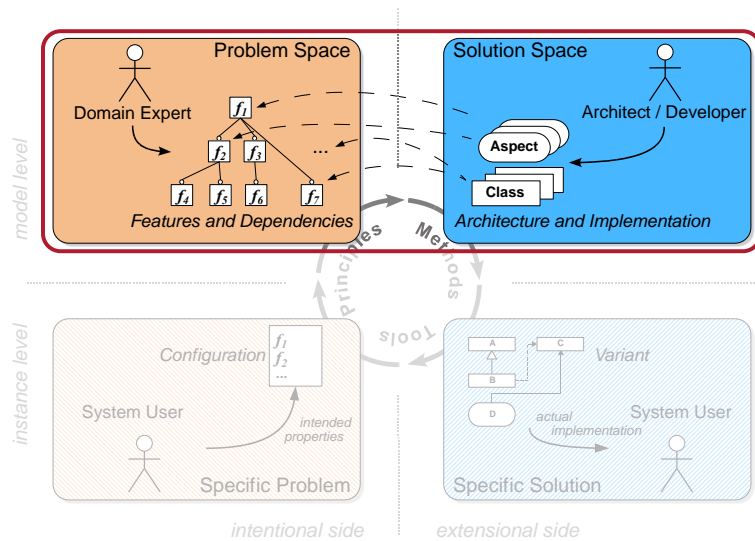 Problem Space
Solution Space
Domain Expert
Architect / Developer
f1
f2
f3
...
f4
f5
f6
f7
Features and Dependencies
Aspect
Class
Architecture and Implementation
model level
Principles
Methods
Tools
instance level
Configuration
f1
f2
...
System User
intended
properties
Specific Problem
A
C
B
D
Variant
actual
implementation
System User
Specific Solution
intentional side
extensional side